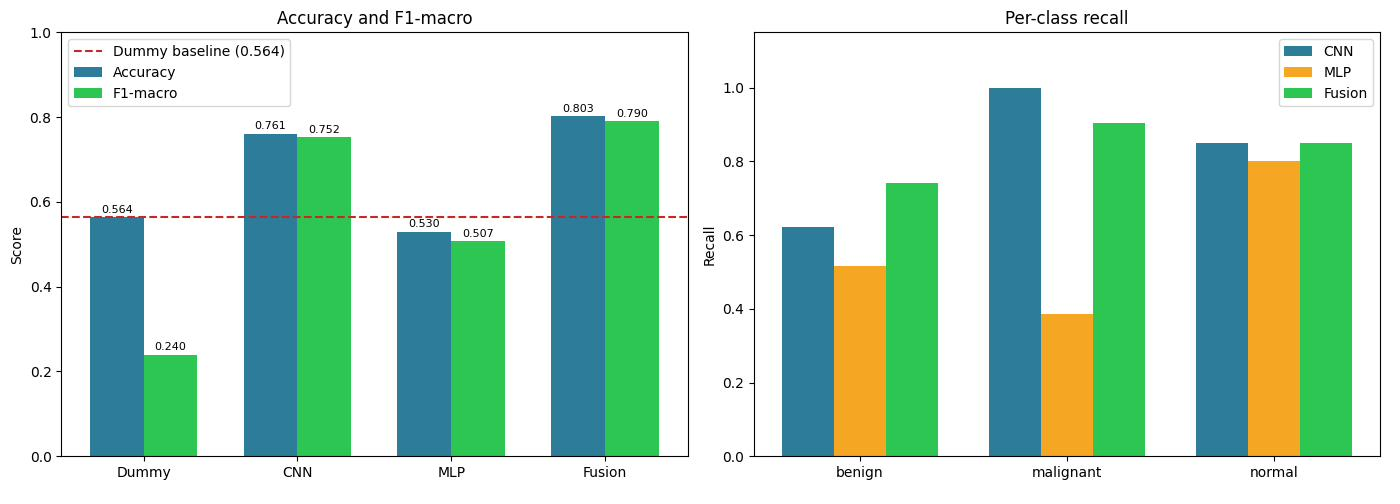 Accuracy and F1-macro
Dummy baseline (0.564)
Accuracy
F1-macro
Score
1.0
0.8
0.6
0.4
0.2
0.0
0.564
0.240
0.761
0.752
0.530
0.507
0.803
0.790
Dummy
CNN
MLP
Fusion
Per-class recall
CNN
MLP
Fusion
Recall
1.0
0.8
0.6
0.4
0.2
0.0
benign
malignant
normal